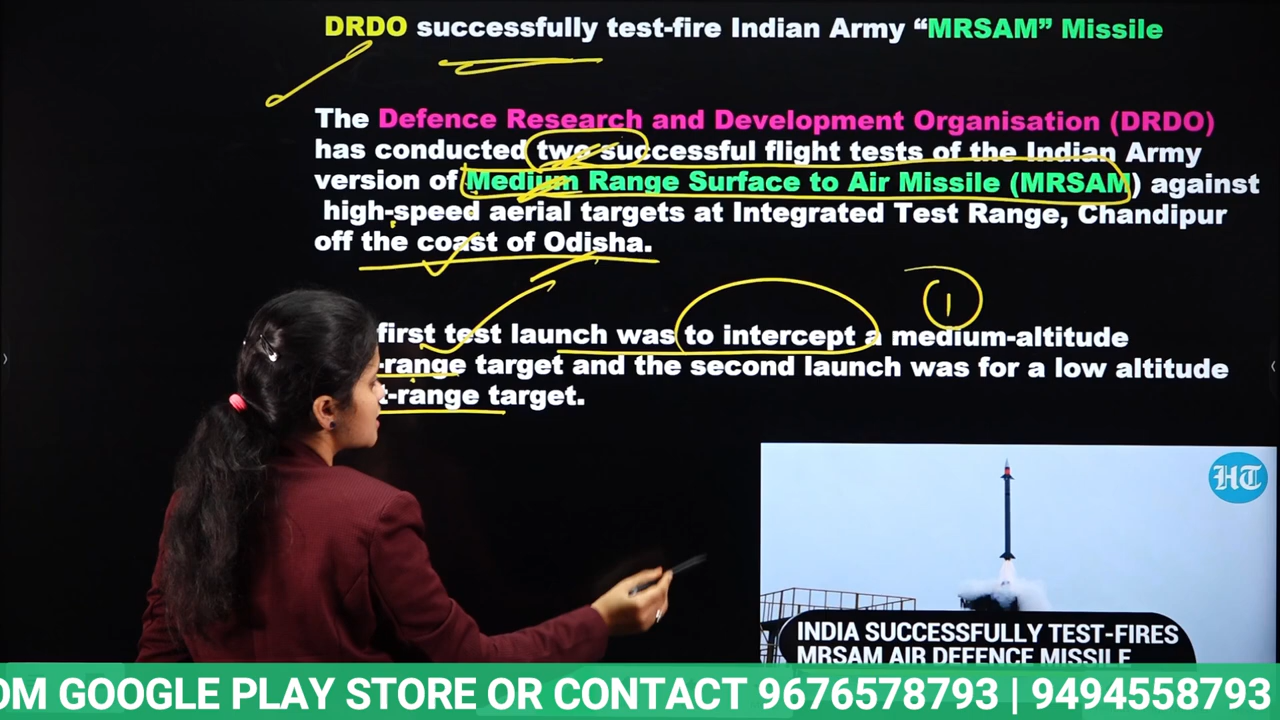 DRDO successfully test-fire Indian Army “MRSAM” Missile
The Defence Research and Development Organisation (DRDO)
has conducted two successful flight tests of the Indian Army
version of Medium Range Surface to Air Missile (MRSAM) against
high-speed aerial targets at Integrated Test Range, Chandipur
off the coast of Odisha.
1
first test launch was to intercept a medium-altitude
-range target and the second launch was for a low altitude
t-range target.
HT
INDIA SUCCESSFULLY TEST-FIRES
MRSAM AIR DEFENCE MISSILE
OM GOOGLE PLAY STORE OR CONTACT 9676578793 | 9494558793